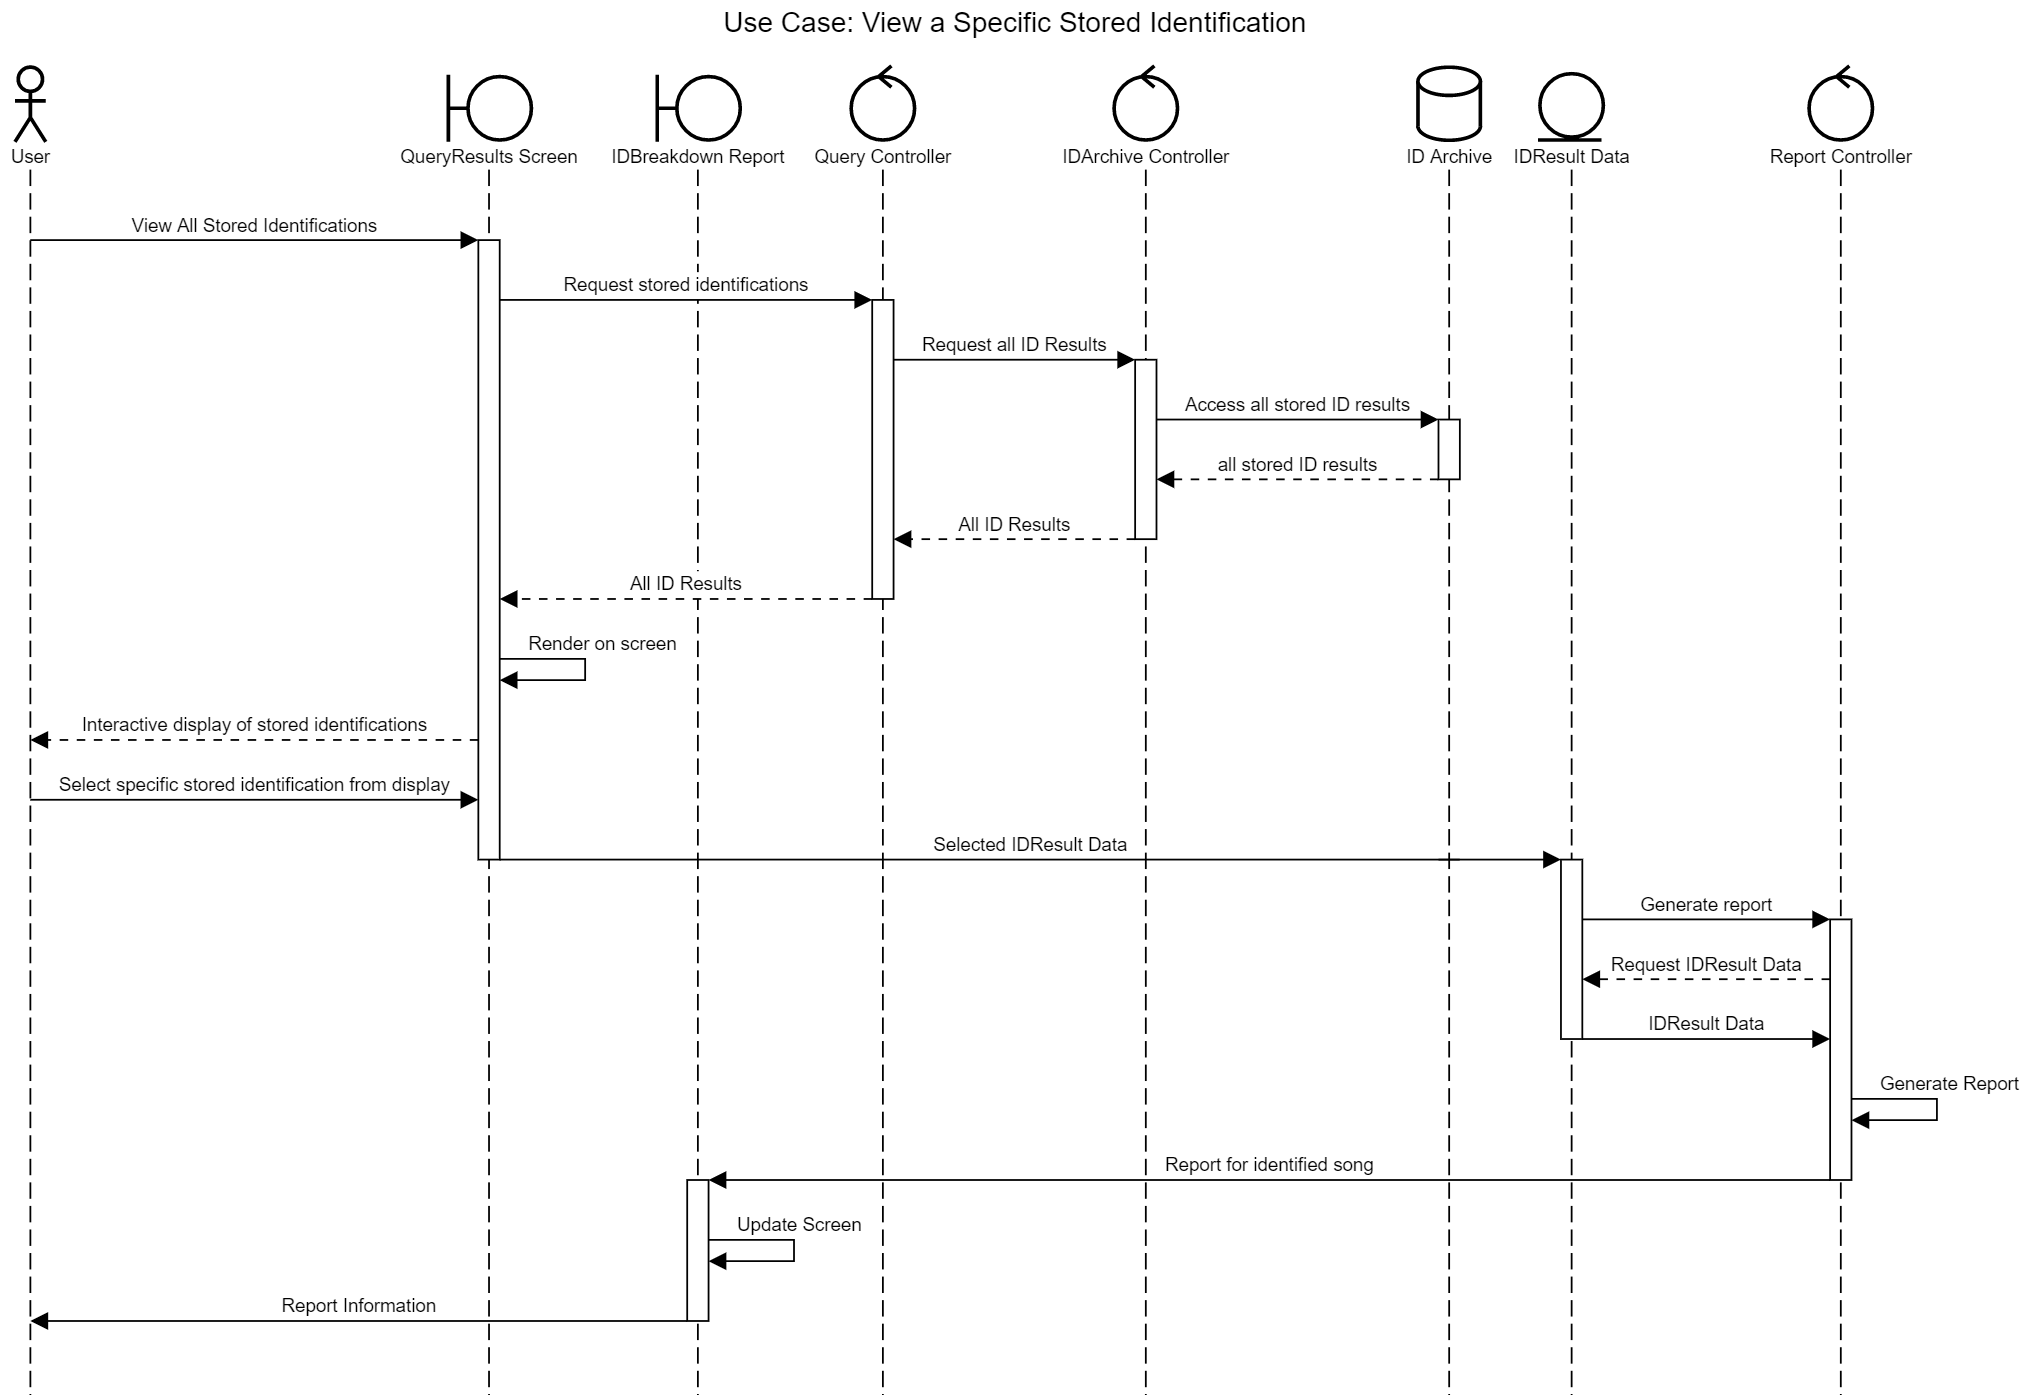 Use Case: View a Specific Stored Identification
User
QueryResults Screen
IDBreakdown Report
Query Controller
IDArchive Controller
ID Archive
IDResult Data
Report Controller
View All Stored Identifications
Request stored identifications
Request all ID Results
Access all stored ID results
all stored ID results
All ID Results
All ID Results
Render on screen
Interactive display of stored identifications
Select specific stored identification from display
Selected IDResult Data
Generate report
Request IDResult Data
IDResult Data
Generate Report
Report for identified song
Update Screen
Report Information